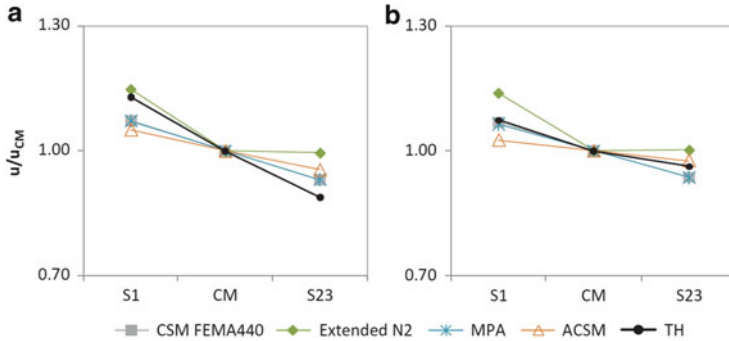 a
b
1.30
1.00
0.70
u/uCM
S1
CM
S23
1.30
1.00
0.70
S1
CM
S23
CSM FEMA440
Extended N2
MPA
ACSM
TH